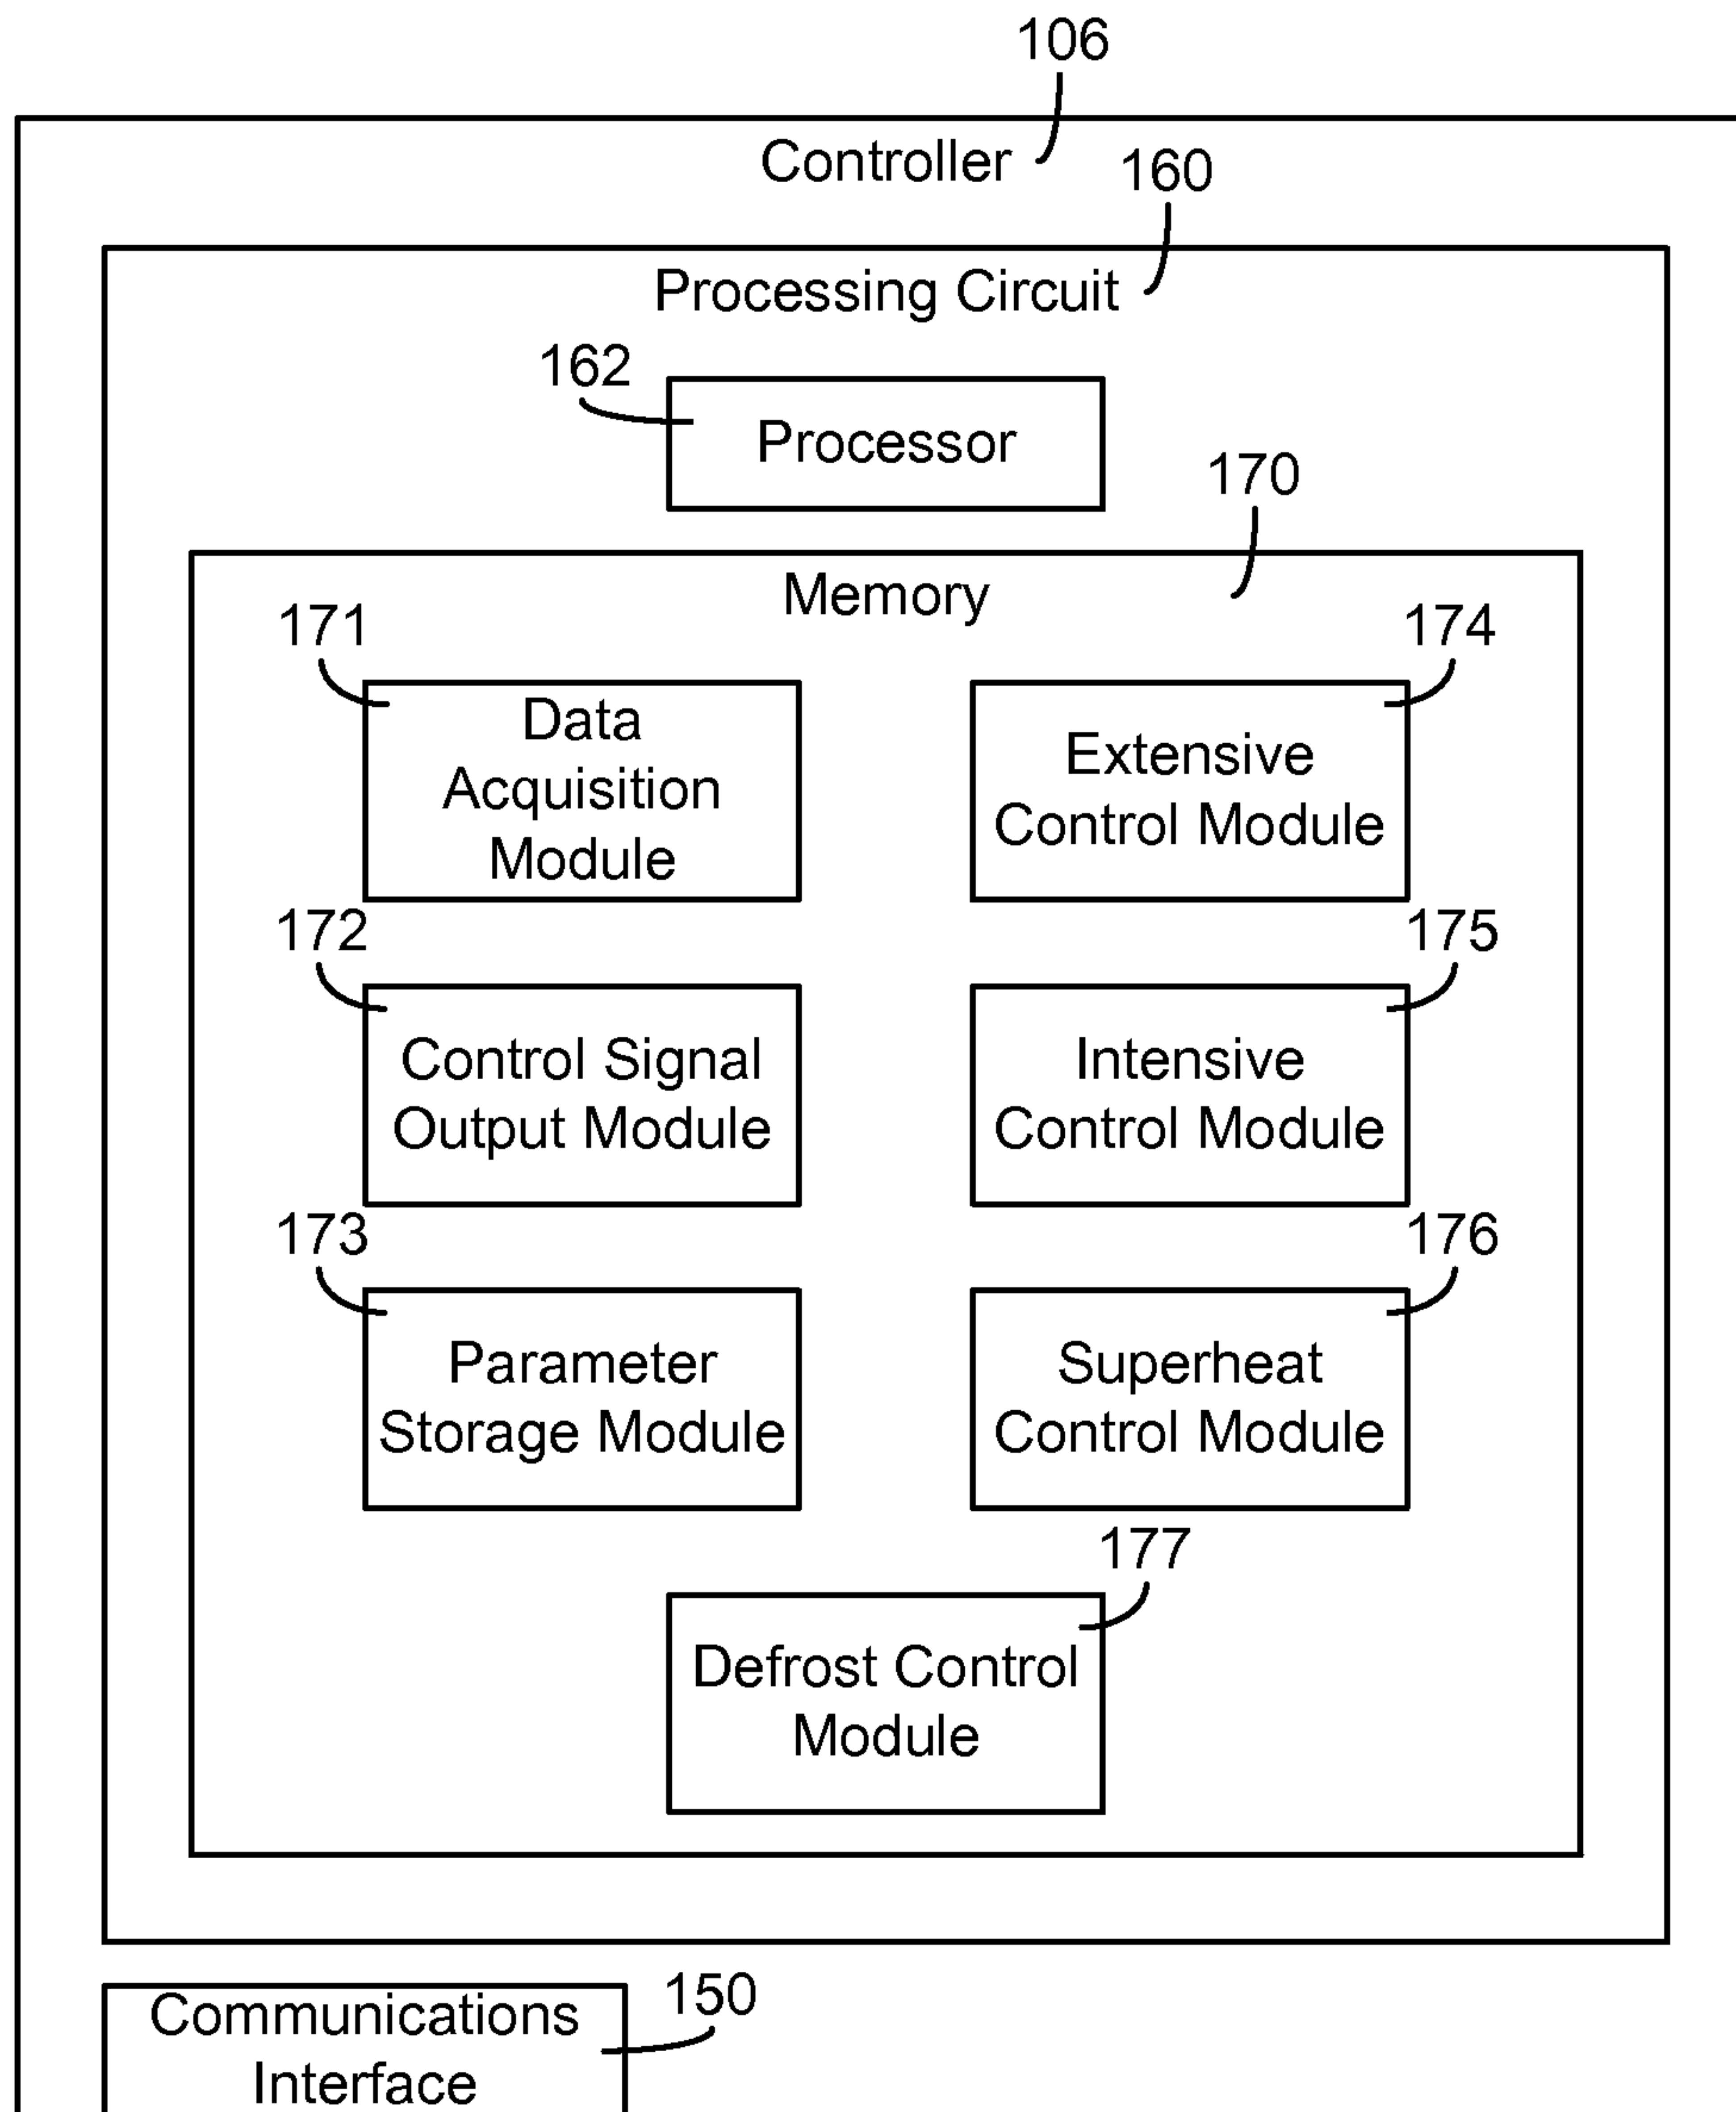 106
Controller
160
Processing Circuit
162
Processor
170
Memory
171
Data
Acquisition
Module
174
Extensive
Control Module
172
Control Signal
Output Module
175
Intensive
Control Module
173
Parameter
Storage Module
176
Superheat
Control Module
177
Defrost Control
Module
150
Communications
Interface